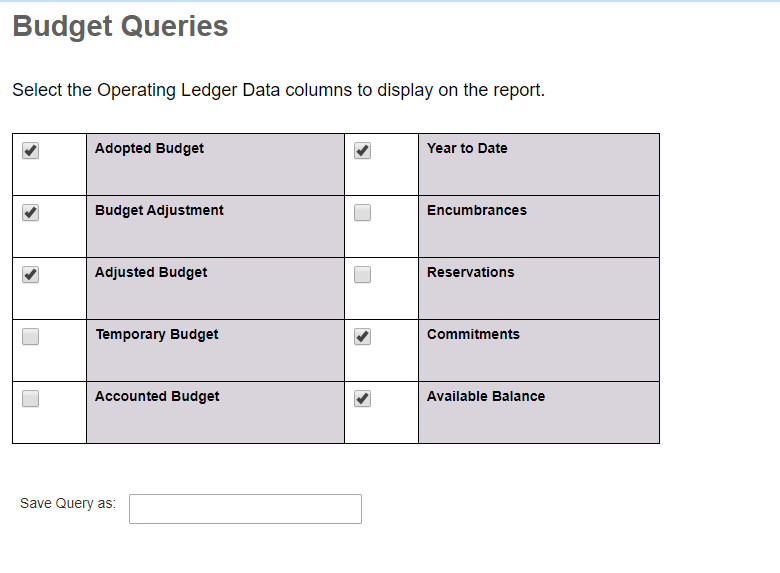 Budget Queries
Select the Operating Ledger Data columns to display on the report.
Adopted Budget
Year to Date
Budget Adjustment
Encumbrances
Adjusted Budget
Reservations
Temporary Budget
Commitments
Accounted Budget
Available Balance
Save Query as: